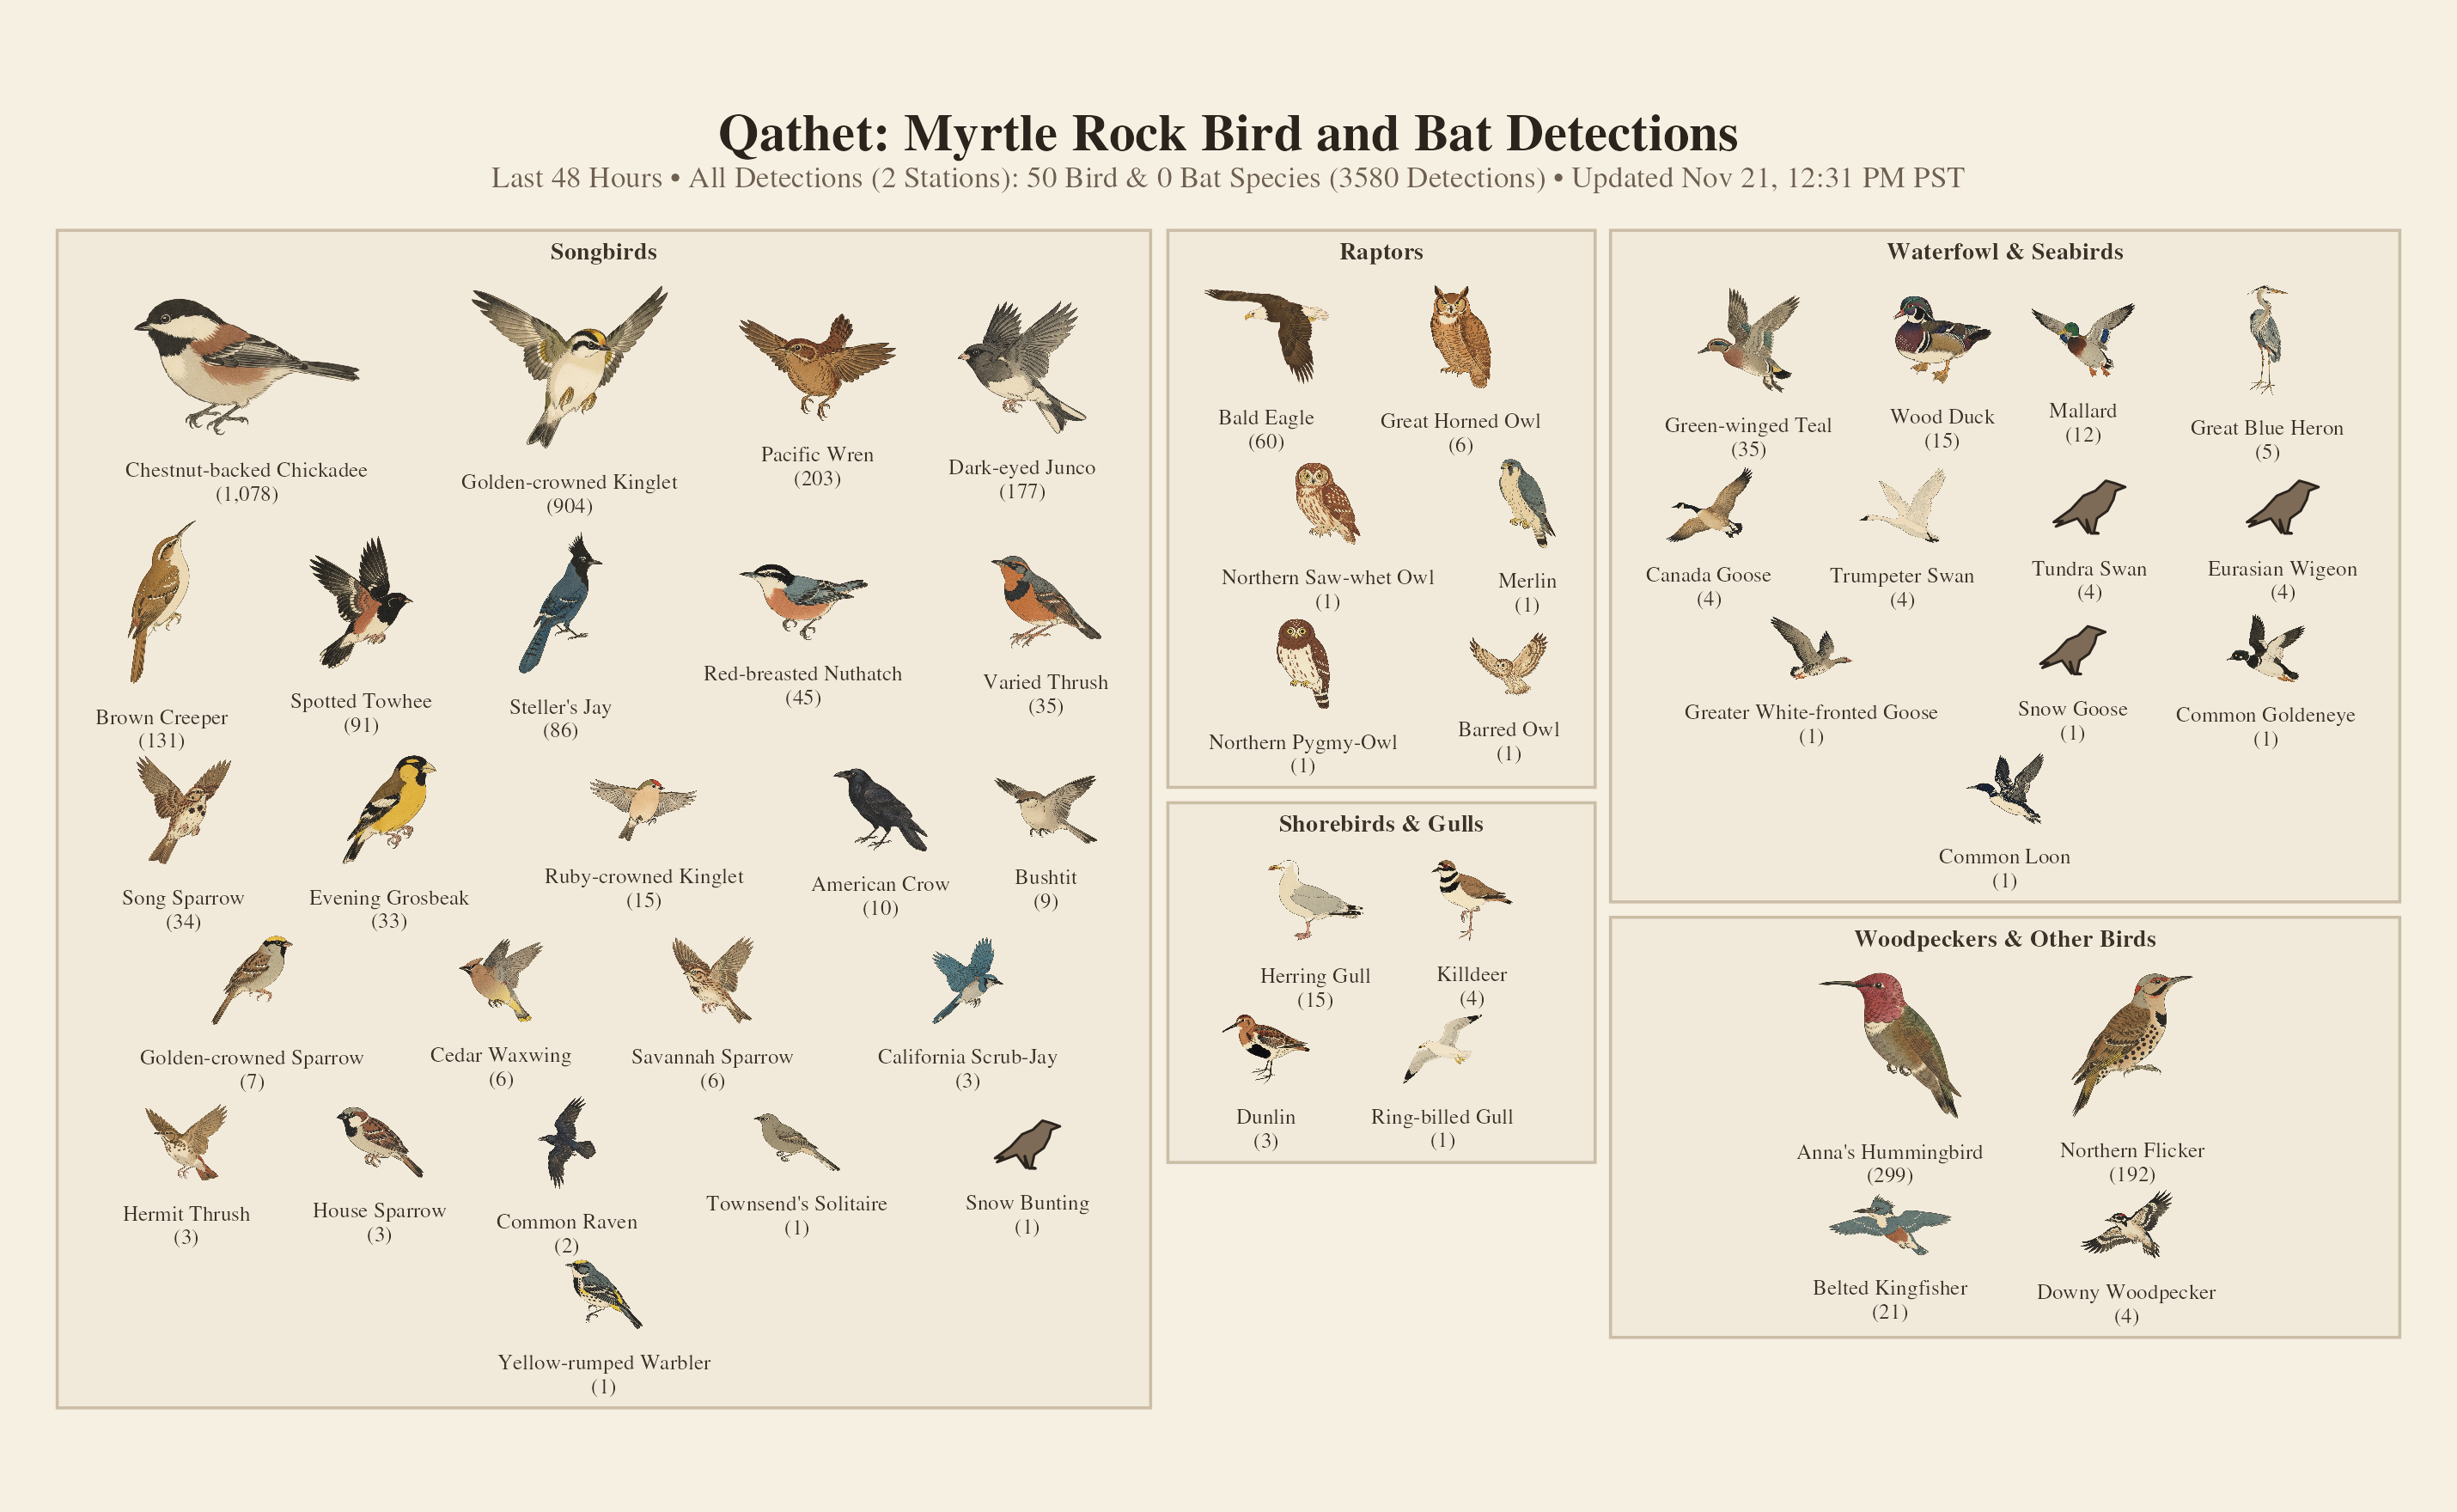 Qathet: Myrtle Rock Bird and Bat Detections
Last 48 Hours • All Detections (2 Stations): 50 Bird & 0 Bat Species (3580 Detections) • Updated Nov 21, 12:31 PM PST
Songbirds
Chestnut-backed Chickadee
(1,078)
Golden-crowned Kinglet
(904)
Pacific Wren
(203)
Dark-eyed Junco
(177)
Brown Creeper
(131)
Spotted Towhee
(91)
Steller's Jay
(86)
Red-breasted Nuthatch
(45)
Varied Thrush
(35)
Song Sparrow
(34)
Evening Grosbeak
(33)
Ruby-crowned Kinglet
(15)
American Crow
(10)
Bushtit
(9)
Golden-crowned Sparrow
(7)
Cedar Waxwing
(6)
Savannah Sparrow
(6)
California Scrub-Jay
(3)
Hermit Thrush
(3)
House Sparrow
(3)
Common Raven
(2)
Townsend's Solitaire
(1)
Snow Bunting
(1)
Yellow-rumped Warbler
(1)
Raptors
Bald Eagle
(60)
Great Horned Owl
(6)
Northern Saw-whet Owl
(1)
Merlin
(1)
Northern Pygmy-Owl
(1)
Barred Owl
(1)
Shorebirds & Gulls
Herring Gull
(15)
Killdeer
(4)
Dunlin
(3)
Ring-billed Gull
(1)
Waterfowl & Seabirds
Green-winged Teal
(35)
Wood Duck
(15)
Mallard
(12)
Great Blue Heron
(5)
Canada Goose
(4)
Trumpeter Swan
(4)
Tundra Swan
(4)
Eurasian Wigeon
(4)
Greater White-fronted Goose
(1)
Snow Goose
(1)
Common Goldeneye
(1)
Common Loon
(1)
Woodpeckers & Other Birds
Anna's Hummingbird
(299)
Northern Flicker
(192)
Belted Kingfisher
(21)
Downy Woodpecker
(4)